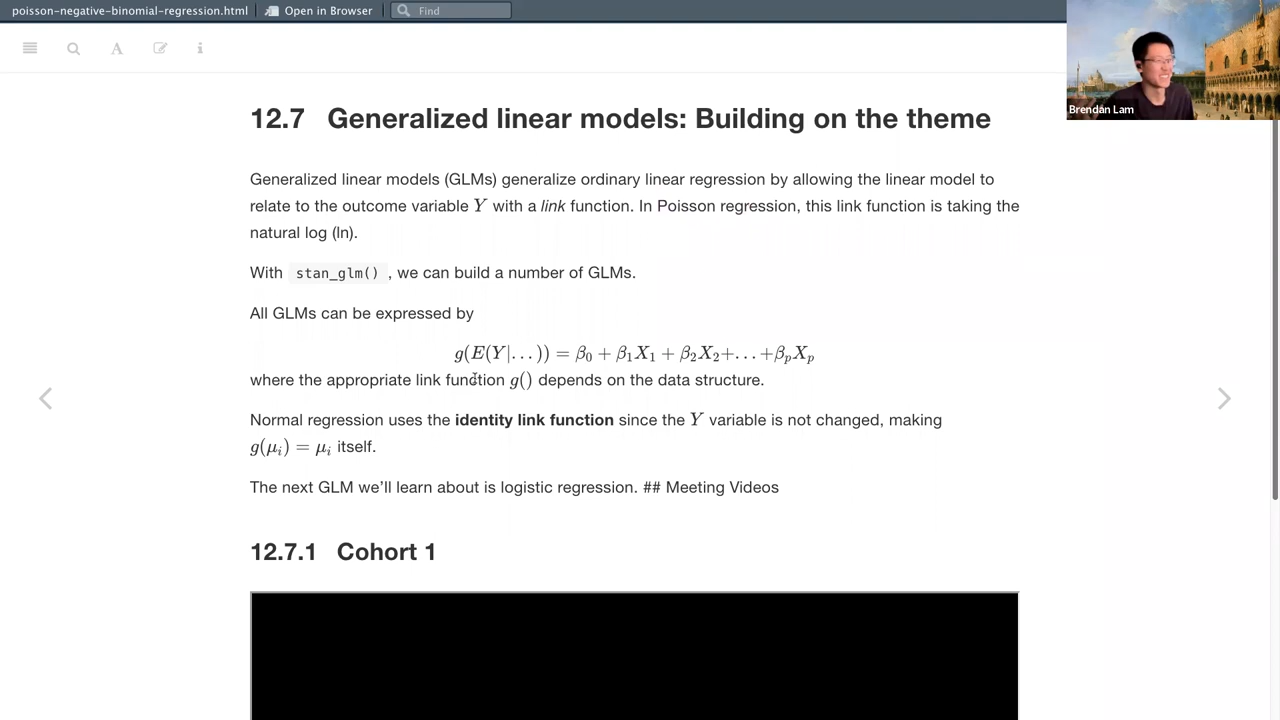 poisson-negative-binomial-regression.html Open in Browser Find
Brendan Lam
12.7 Generalized linear models: Building on the theme
Generalized linear models (GLMs) generalize ordinary linear regression by allowing the linear model to
relate to the outcome variable Y with a link function. In Poisson regression, this link function is taking the
natural log (ln).
With stan_glm() , we can build a number of GLMs.
All GLMs can be expressed by
g(E(Y|...)) = β₀ + β₁X₁ + β₂X₂+...+βₚXₚ
where the appropriate link function g() depends on the data structure.
Normal regression uses the identity link function since the Y variable is not changed, making
g(μᵢ) = μᵢ itself.
The next GLM we'll learn about is logistic regression. ## Meeting Videos
12.7.1 Cohort 1